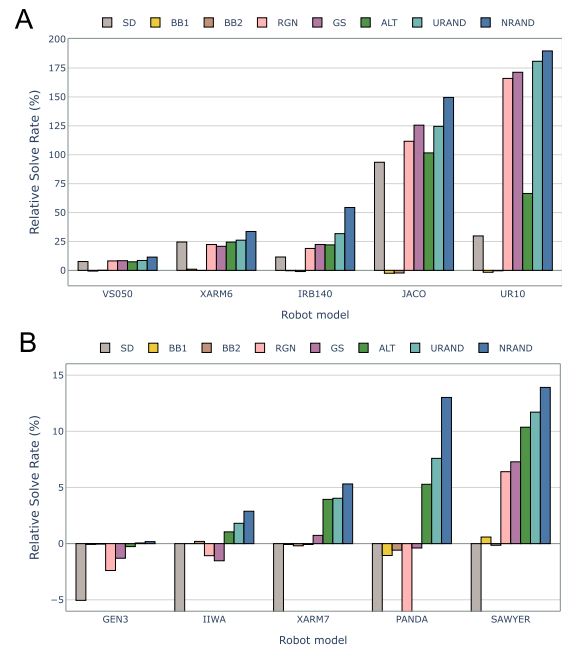 A
SD BB1 BB2 RGN GS ALT URAND NRAND
200
175
150
125
100
75
50
25
0
Relative Solve Rate (%)
VS050 XARM6 IRB140 JACO UR10
Robot model
B
SD BB1 BB2 RGN GS ALT URAND NRAND
15
10
5
0
−5
Relative Solve Rate (%)
GEN3 IIWA XARM7 PANDA SAWYER
Robot model